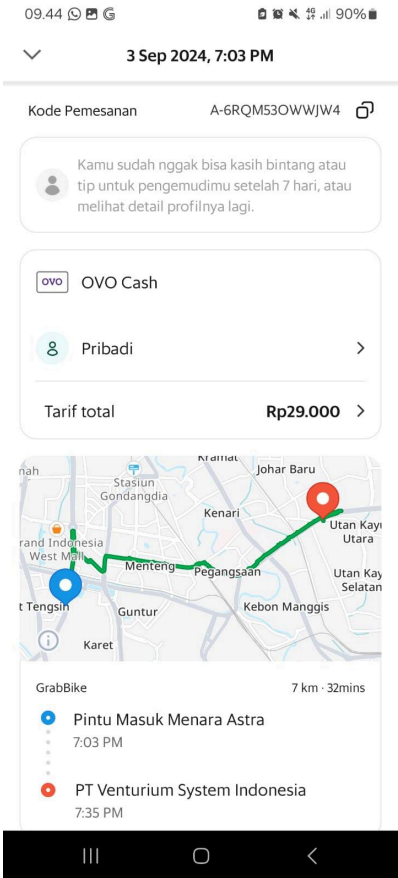 09.44 4G 90%
3 Sep 2024, 7:03 PM
Kode Pemesanan A-6RQM53OWWJW4
Kamu sudah nggak bisa kasih bintang atau
tip untuk pengemudimu setelah 7 hari, atau
melihat detail profilnya lagi.
OVO OVO Cash
Pribadi
Tarif total Rp29.000
Kramat
nah
Johar Baru
Stasiun
Gondangdia
Kenari
Utan Kayu
Utara
rand Indonesia
West Mall
Menteng
Pegangsaan
Utan Kay
Selatan
t Tengsin
Guntur
Kebon Manggis
Karet
GrabBike 7 km · 32mins
Pintu Masuk Menara Astra
7:03 PM
PT Venturium System Indonesia
7:35 PM